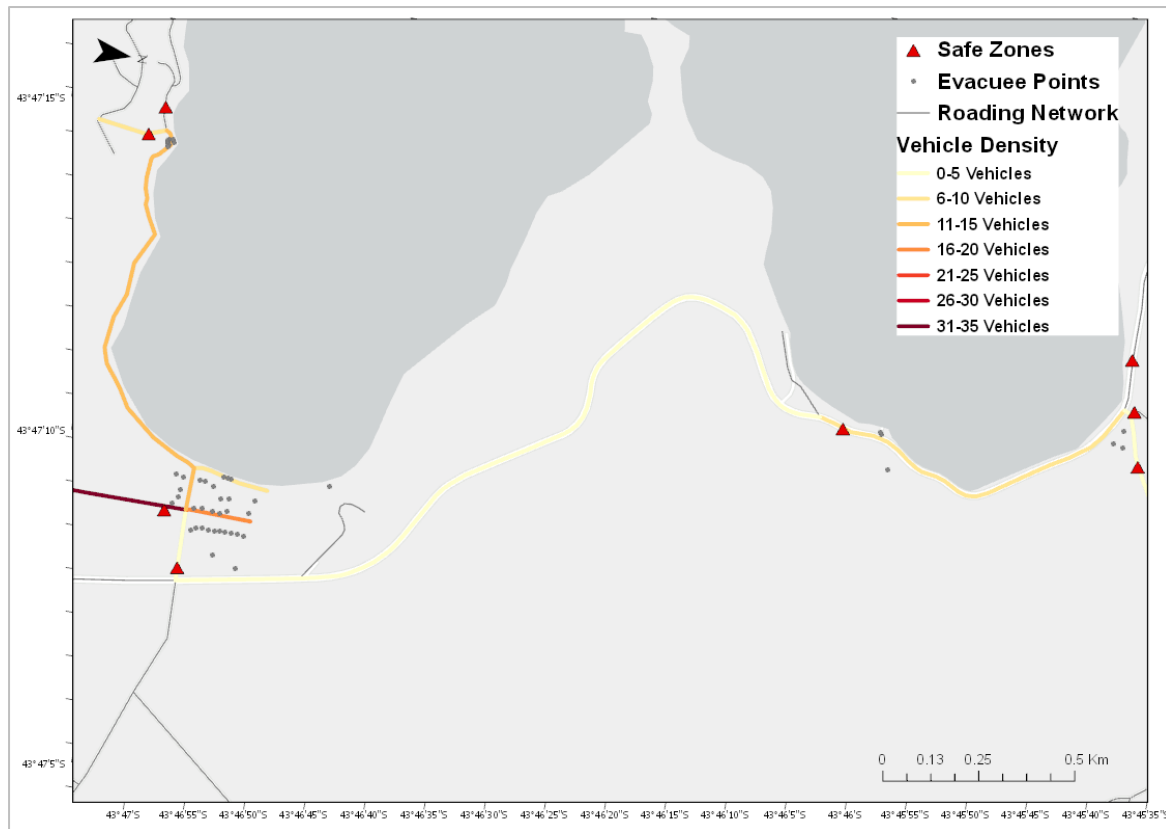 Safe Zones
Evacuee Points
Roading Network
Vehicle Density
0-5 Vehicles
6-10 Vehicles
11-15 Vehicles
16-20 Vehicles
21-25 Vehicles
26-30 Vehicles
31-35 Vehicles
N
43°47'15"S
43°47'10"S
43°47'5"S
0 0.13 0.25 0.5 Km
43°47'S 43°46'55"S 43°46'50"S 43°46'45"S 43°46'40"S 43°46'35"S 43°46'30"S 43°46'25"S 43°46'20"S 43°46'15"S 43°46'10"S 43°46'5"S 43°46'S 43°45'55"S 43°45'50"S 43°45'45"S 43°45'40"S 43°45'35"S